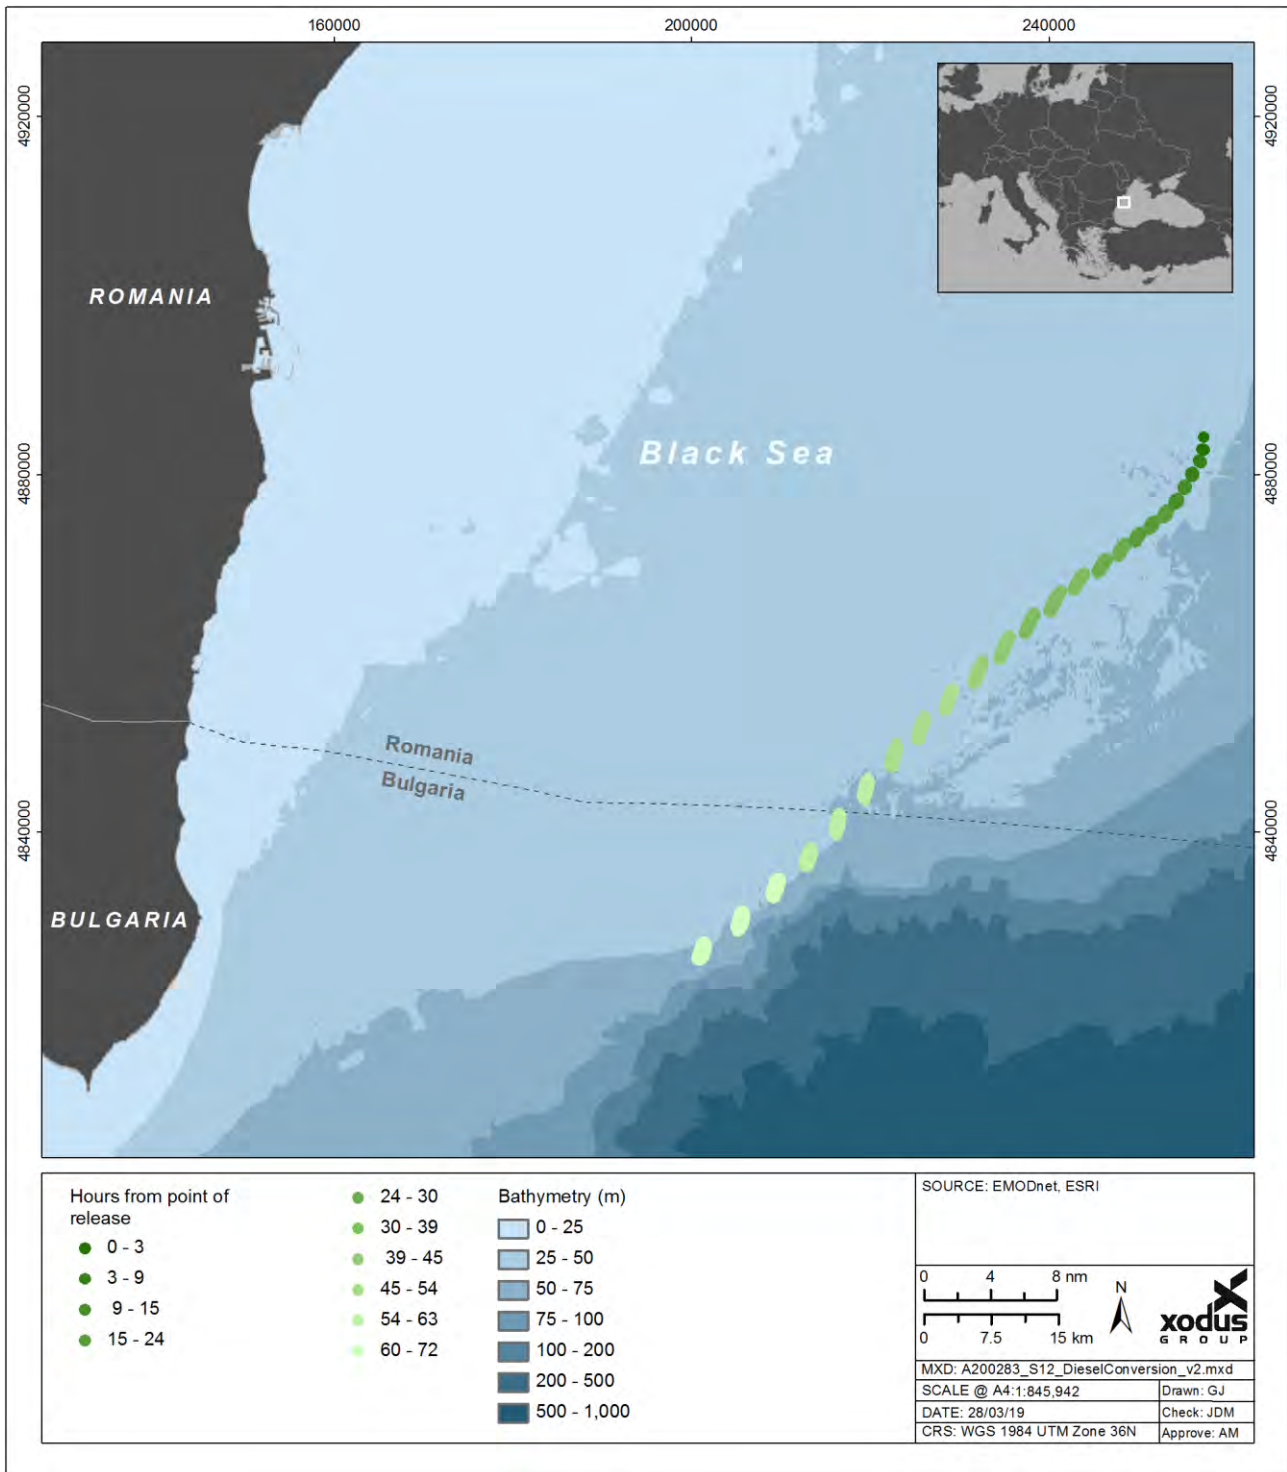 160000
200000
240000
4920000
4920000
ROMANIA
Black Sea
4880000
4880000
Romania
Bulgaria
4840000
4840000
BULGARIA
Hours from point of
release
0 - 3
3 - 9
9 - 15
15 - 24
24 - 30
30 - 39
39 - 45
45 - 54
54 - 63
60 - 72
Bathymetry (m)
0 - 25
25 - 50
50 - 75
75 - 100
100 - 200
200 - 500
500 - 1,000
SOURCE: EMODnet, ESRI
0 4 8 nm
0 7.5 15 km
N
xodus
GROUP
MXD: A200283_S12_DieselConversion_v2.mxd
SCALE @ A4:1:845,942
Drawn: GJ
DATE: 28/03/19
Check: JDM
CRS: WGS 1984 UTM Zone 36N
Approve: AM